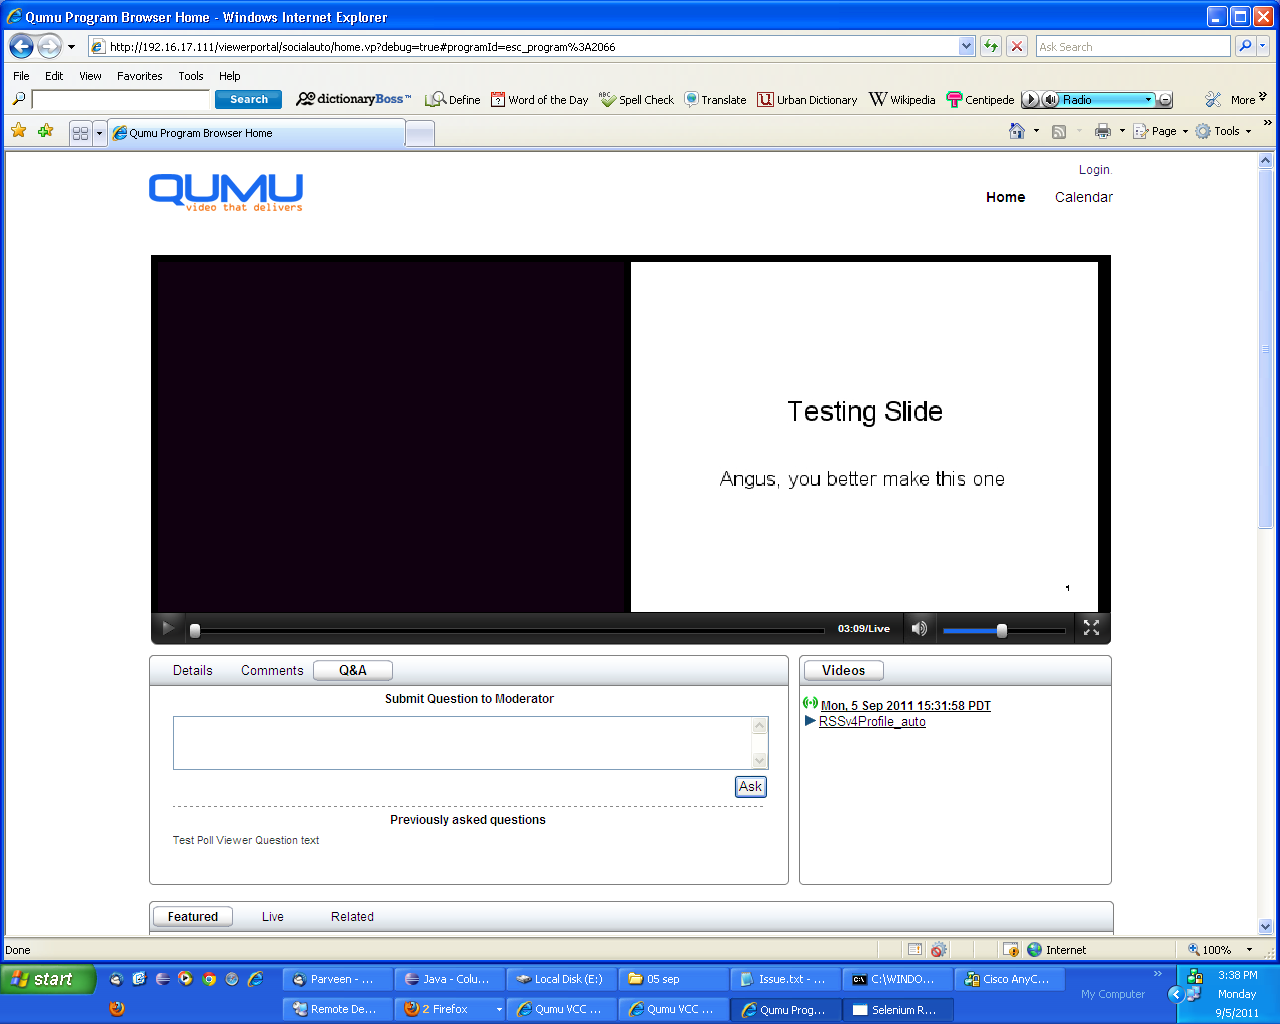 Qumu Program Browser Home - Windows Internet Explorer
http://192.16.17.111/viewerportal/socialauto/home.vp?debug=true#programId=esc_program%3A2066
Ask Search
File Edit View Favorites Tools Help
Search dictionaryBoss™ Define Word of the Day Spell Check Translate Urban Dictionary Wikipedia Centipede Radio More
Qumu Program Browser Home
Page Tools
Login
QUMU
video that delivers
Home Calendar
Testing Slide
Angus, you better make this one
1
03:09/Live
Details Comments Q&A
Videos
Submit Question to Moderator
Mon, 5 Sep 2011 15:31:58 PDT
RSSv4Profile_auto
Ask
Previously asked questions
Test Poll Viewer Question text
Featured Live Related
Done Internet 100%
start Parveen - ... Java - Colu... Local Disk (E:) 05 sep Issue.txt - ... C:\WINDO... Cisco AnyC... 3:38 PM
My Computer Monday
Remote De... 2 Firefox Qumu VCC ... Qumu VCC ... Qumu Prog... Selenium R... 9/5/2011